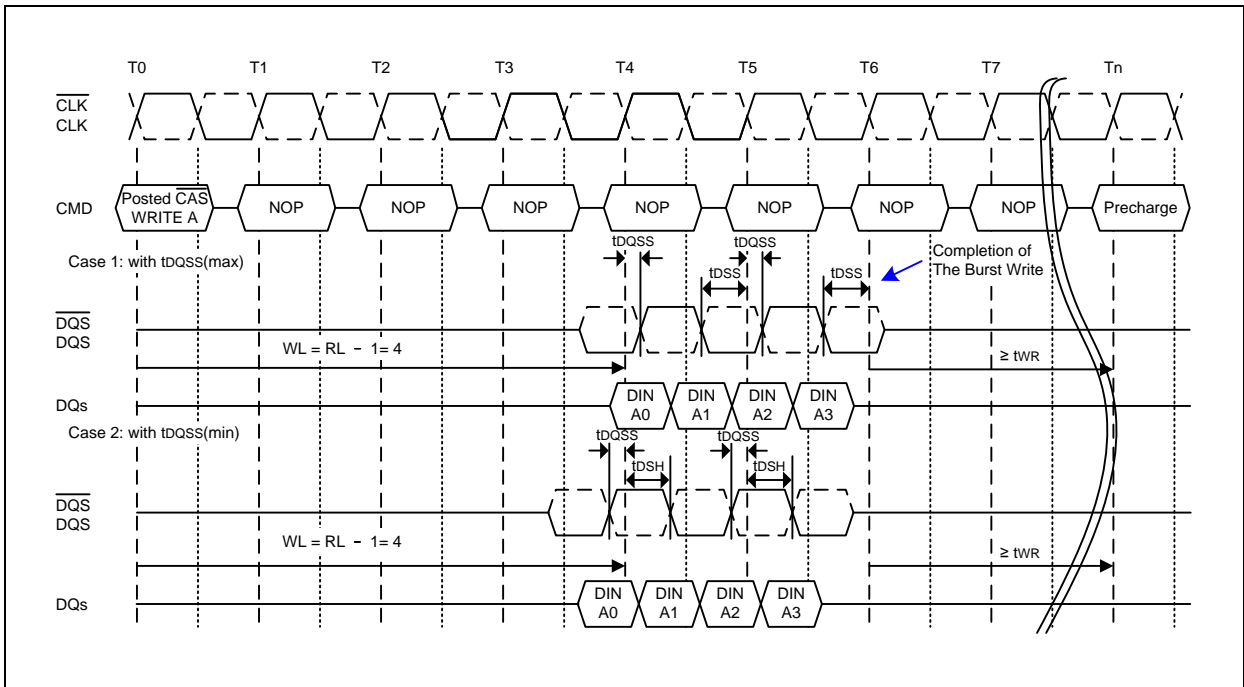 T0 T1 T2 T3 T4 T5 T6 T7 Tn
CLK
CLK
CMD Posted CAS NOP NOP NOP NOP NOP NOP NOP Precharge
WRITE A
Case 1: with tDQSS(max)
tDQSS tDQSS
tDSS tDSS
Completion of
The Burst Write
DQS
DQS
WL = RL − 1= 4
≥ tWR
DQs
DIN DIN DIN DIN
A0 A1 A2 A3
Case 2: with tDQSS(min)
tDQSS tDQSS
tDSH tDSH
DQS
DQS
WL = RL − 1= 4
≥ tWR
DQs
DIN DIN DIN DIN
A0 A1 A2 A3